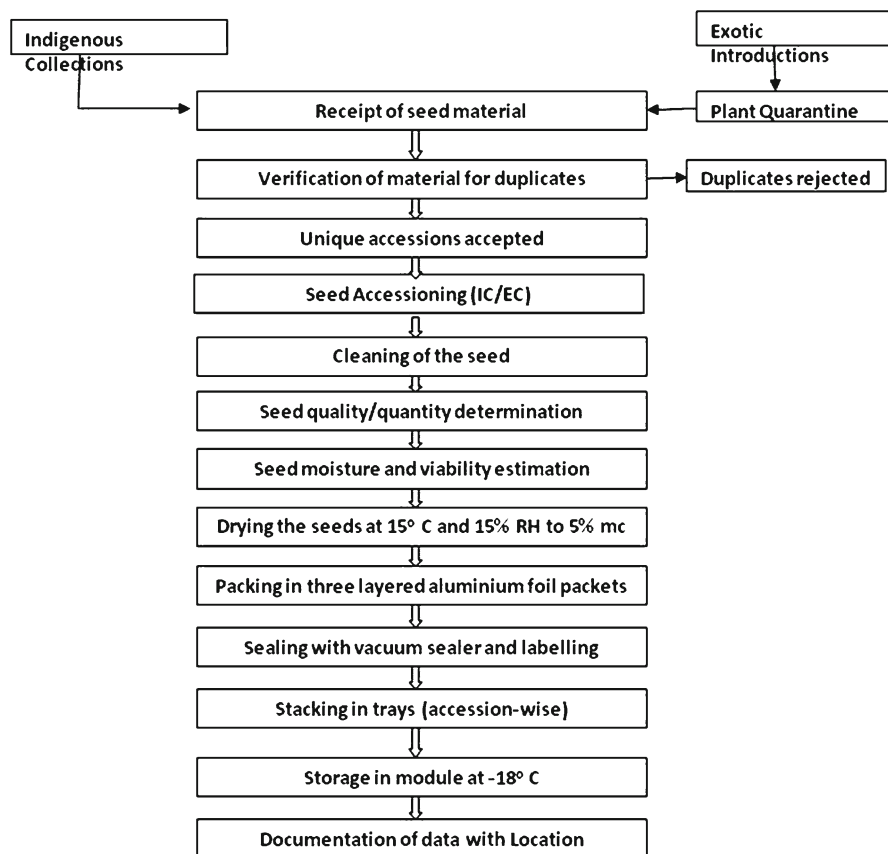 Indigenous
Collections
Exotic
Introductions
Receipt of seed material
Plant Quarantine
Verification of material for duplicates
Duplicates rejected
Unique accessions accepted
Seed Accessioning (IC/EC)
Cleaning of the seed
Seed quality/quantity determination
Seed moisture and viability estimation
Drying the seeds at 15° C and 15% RH to 5% mc
Packing in three layered aluminium foil packets
Sealing with vacuum sealer and labelling
Stacking in trays (accession-wise)
Storage in module at -18° C
Documentation of data with Location